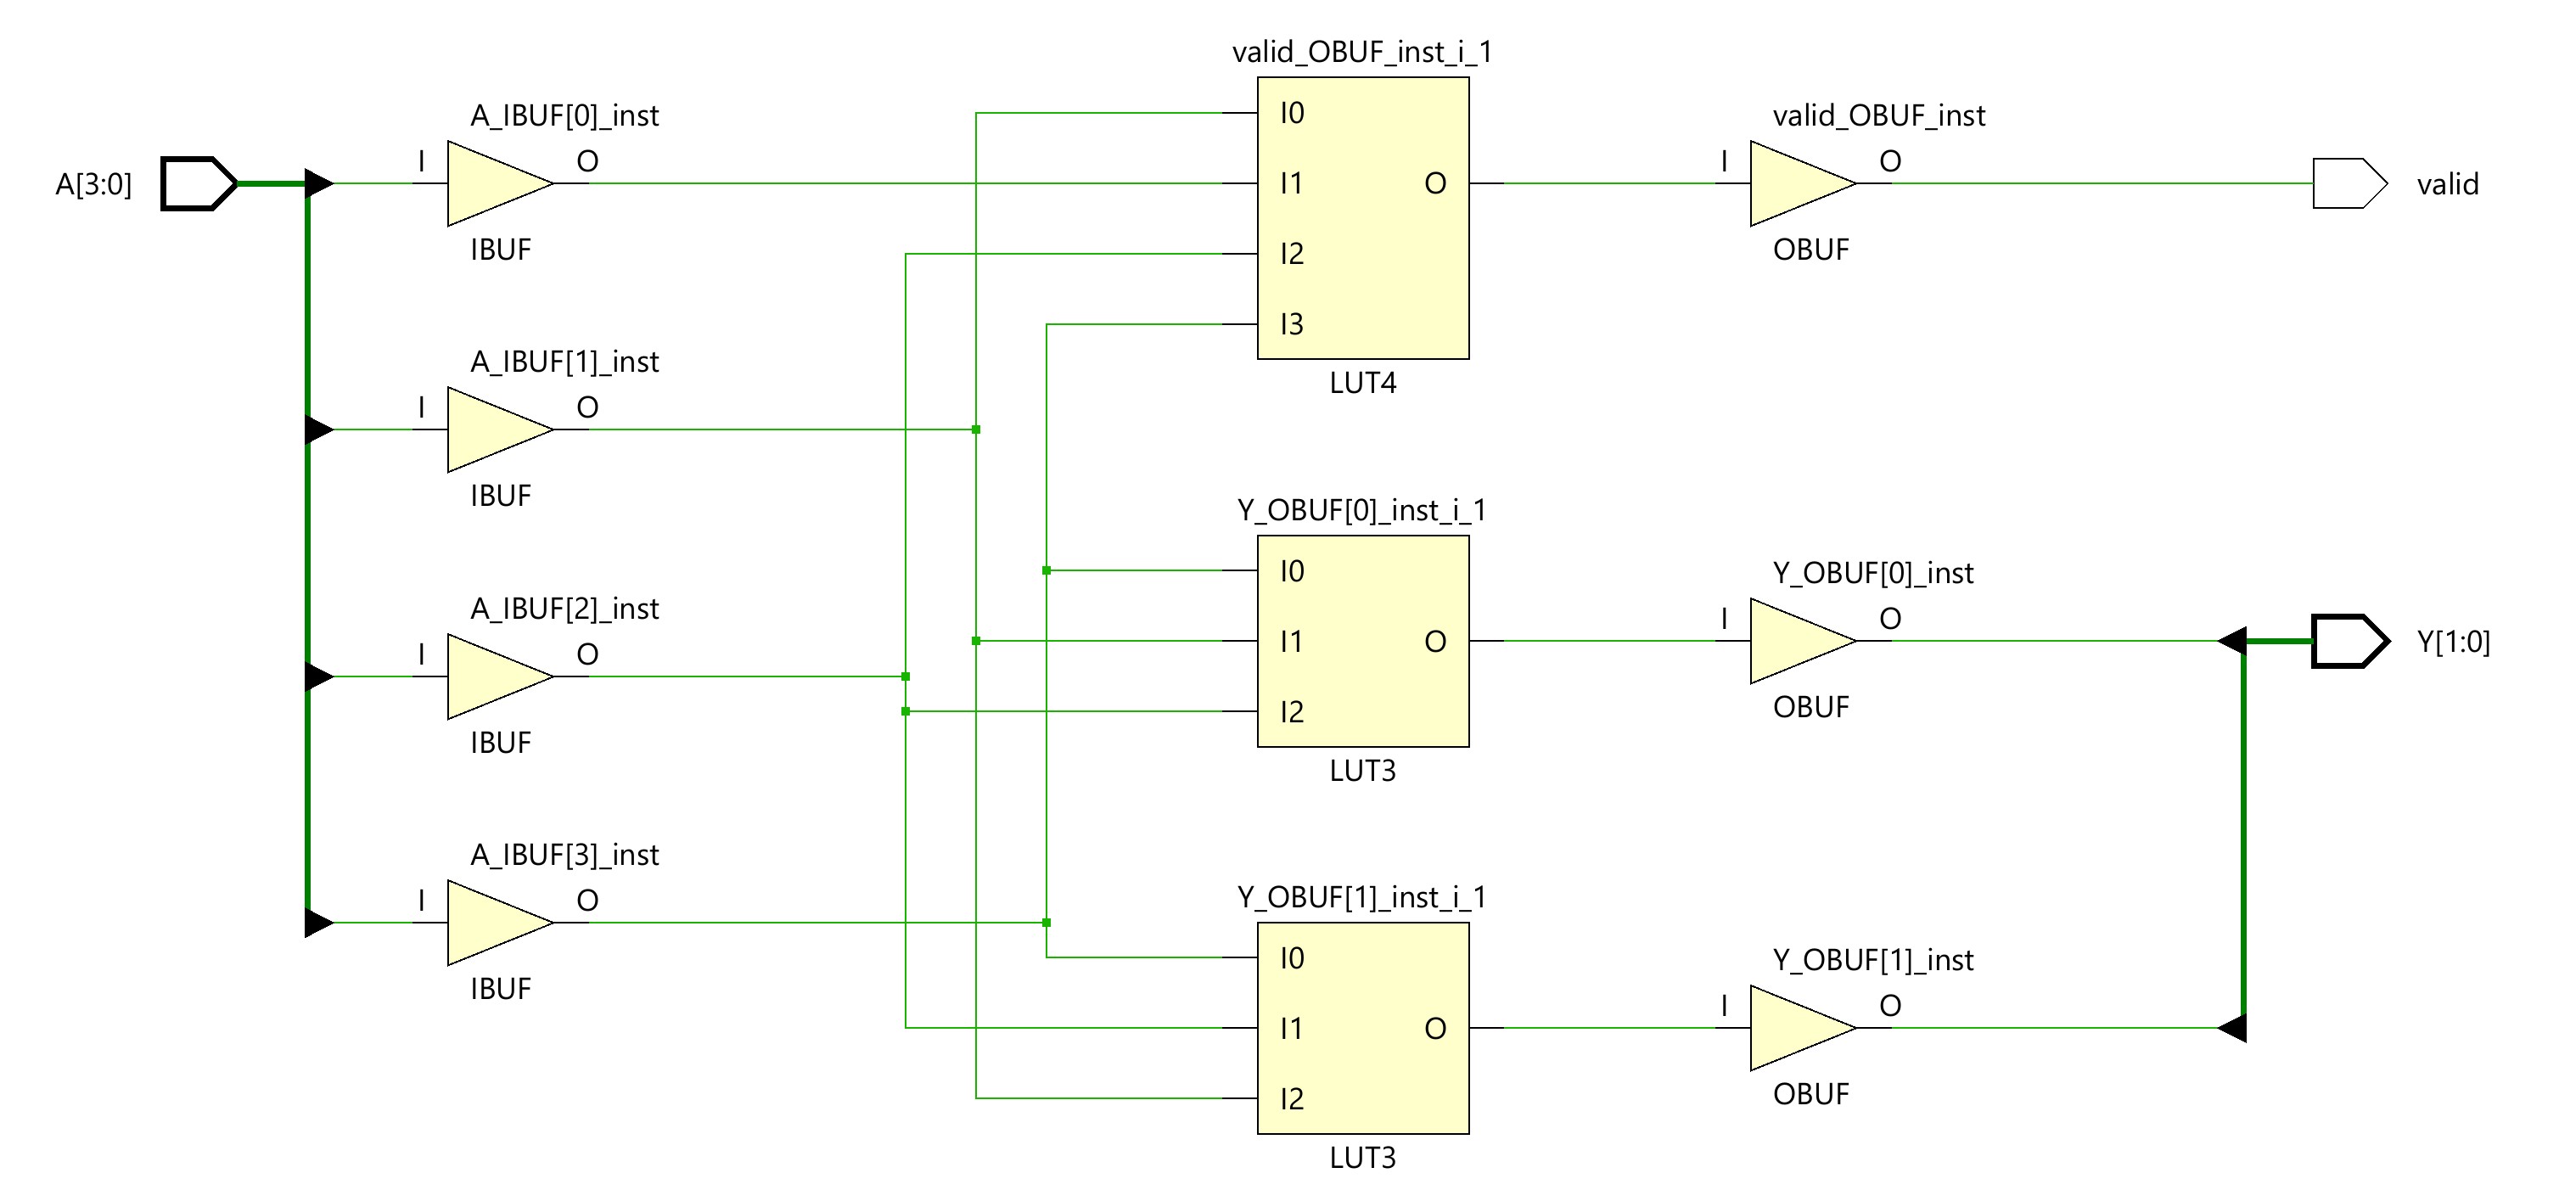 valid_OBUF_inst_i_1
A_IBUF[0]_inst
I0
valid_OBUF_inst
A[3:0]
I
O
I1
O
I
O
valid
IBUF
I2
OBUF
I3
A_IBUF[1]_inst
LUT4
I
O
IBUF
Y_OBUF[0]_inst_i_1
I0
Y_OBUF[0]_inst
A_IBUF[2]_inst
I
O
I1
O
I
O
Y[1:0]
I2
OBUF
IBUF
LUT3
A_IBUF[3]_inst
I
O
Y_OBUF[1]_inst_i_1
I0
Y_OBUF[1]_inst
IBUF
I1
O
I
O
I2
OBUF
LUT3